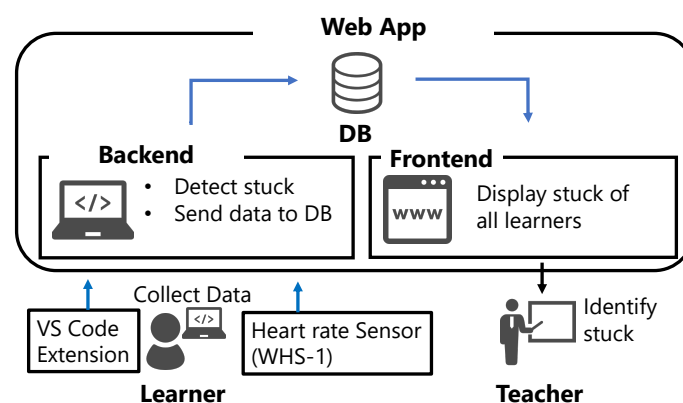 Web App
DB
Backend
</>
• Detect stuck
• Send data to DB
Frontend
www
Display stuck of
all learners
Collect Data
</>
VS Code
Extension
Heart rate Sensor
(WHS-1)
Identify
stuck
Learner
Teacher